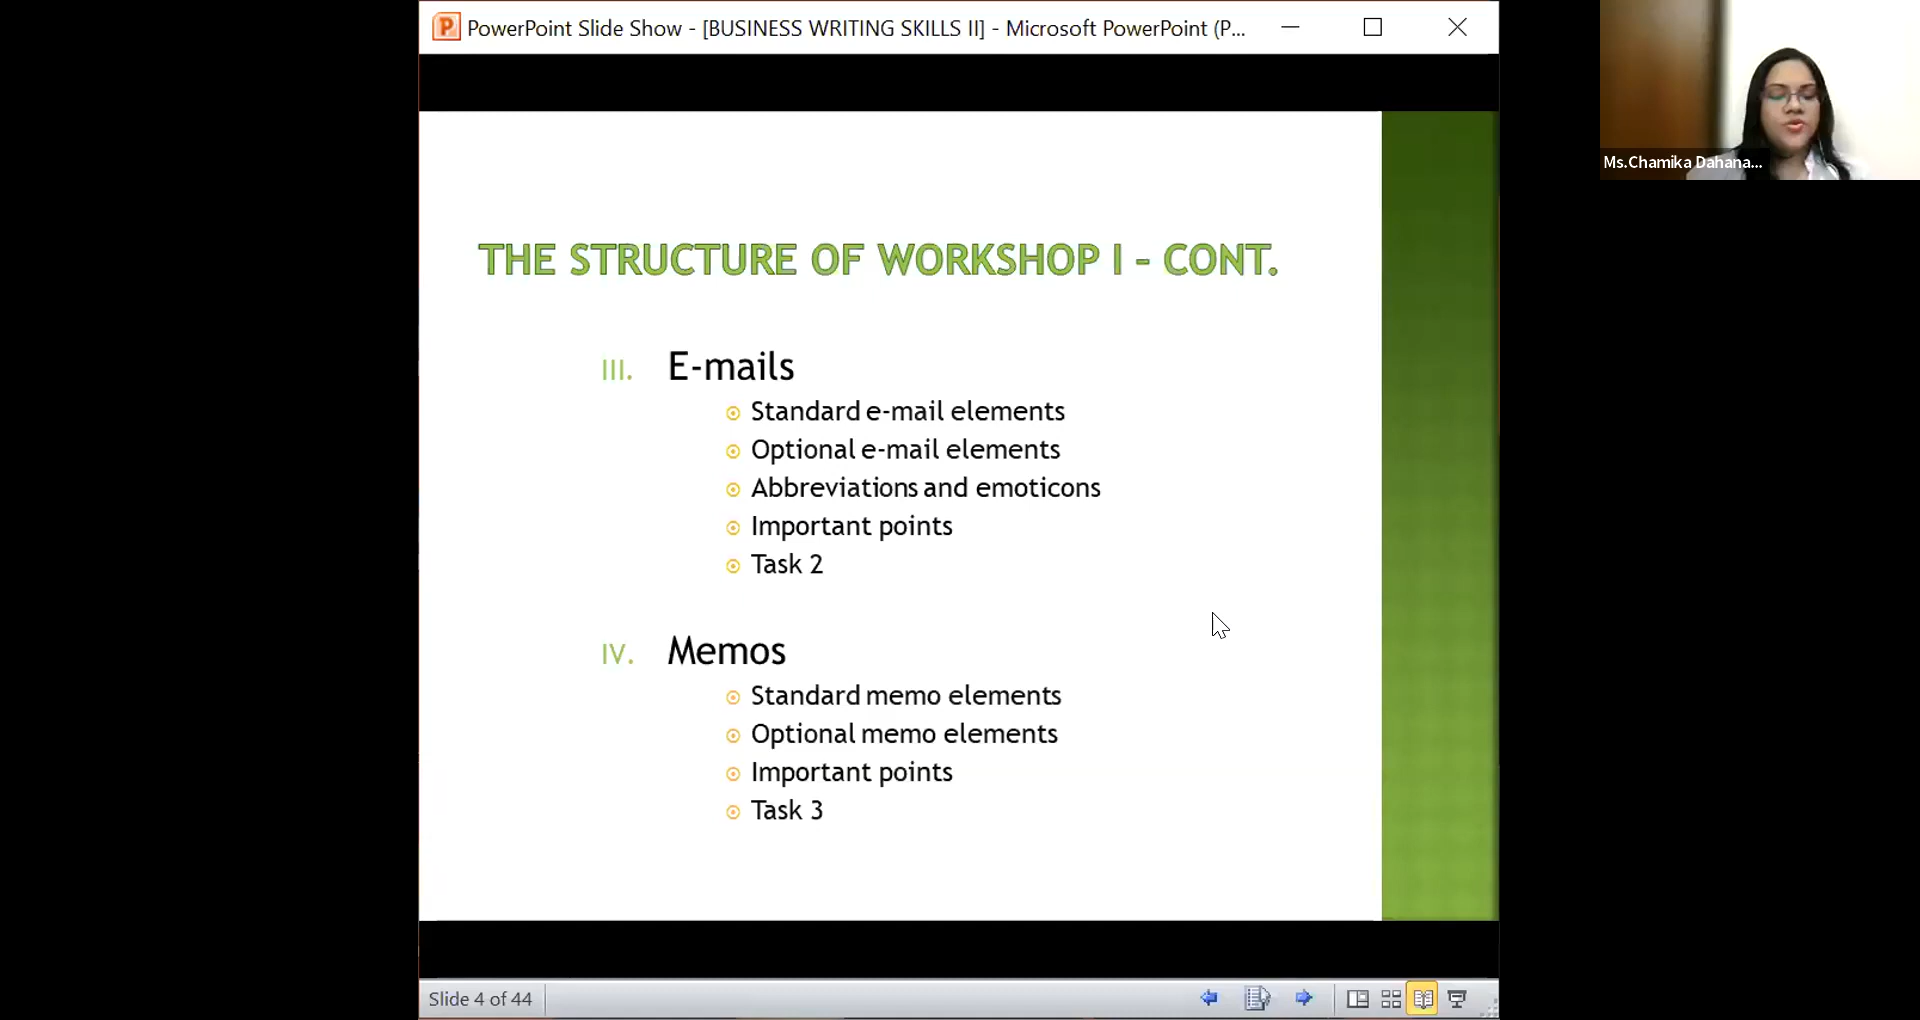 PowerPoint Slide Show - [BUSINESS WRITING SKILLS II] - Microsoft PowerPoint (P...
Ms.Chamika Dahana...
THE STRUCTURE OF WORKSHOP I - CONT.
III. E-mails
Standard e-mail elements
Optional e-mail elements
Abbreviations and emoticons
Important points
Task 2
IV. Memos
Standard memo elements
Optional memo elements
Important points
Task 3
Slide 4 of 44